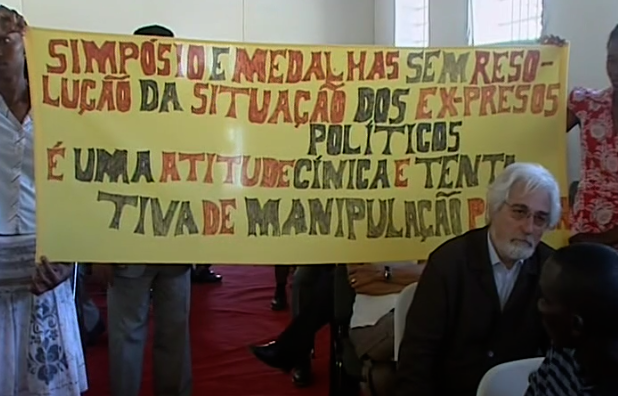 SIMPÓSIO E MEDALHAS SEM RESO-
LUÇÃO DA SITUAÇÃO DOS EX-PRESOS
POLÍTICOS
É UMA ATITUDE CÍNICA E TENTA
TIVA DE MANIPULAÇÃO